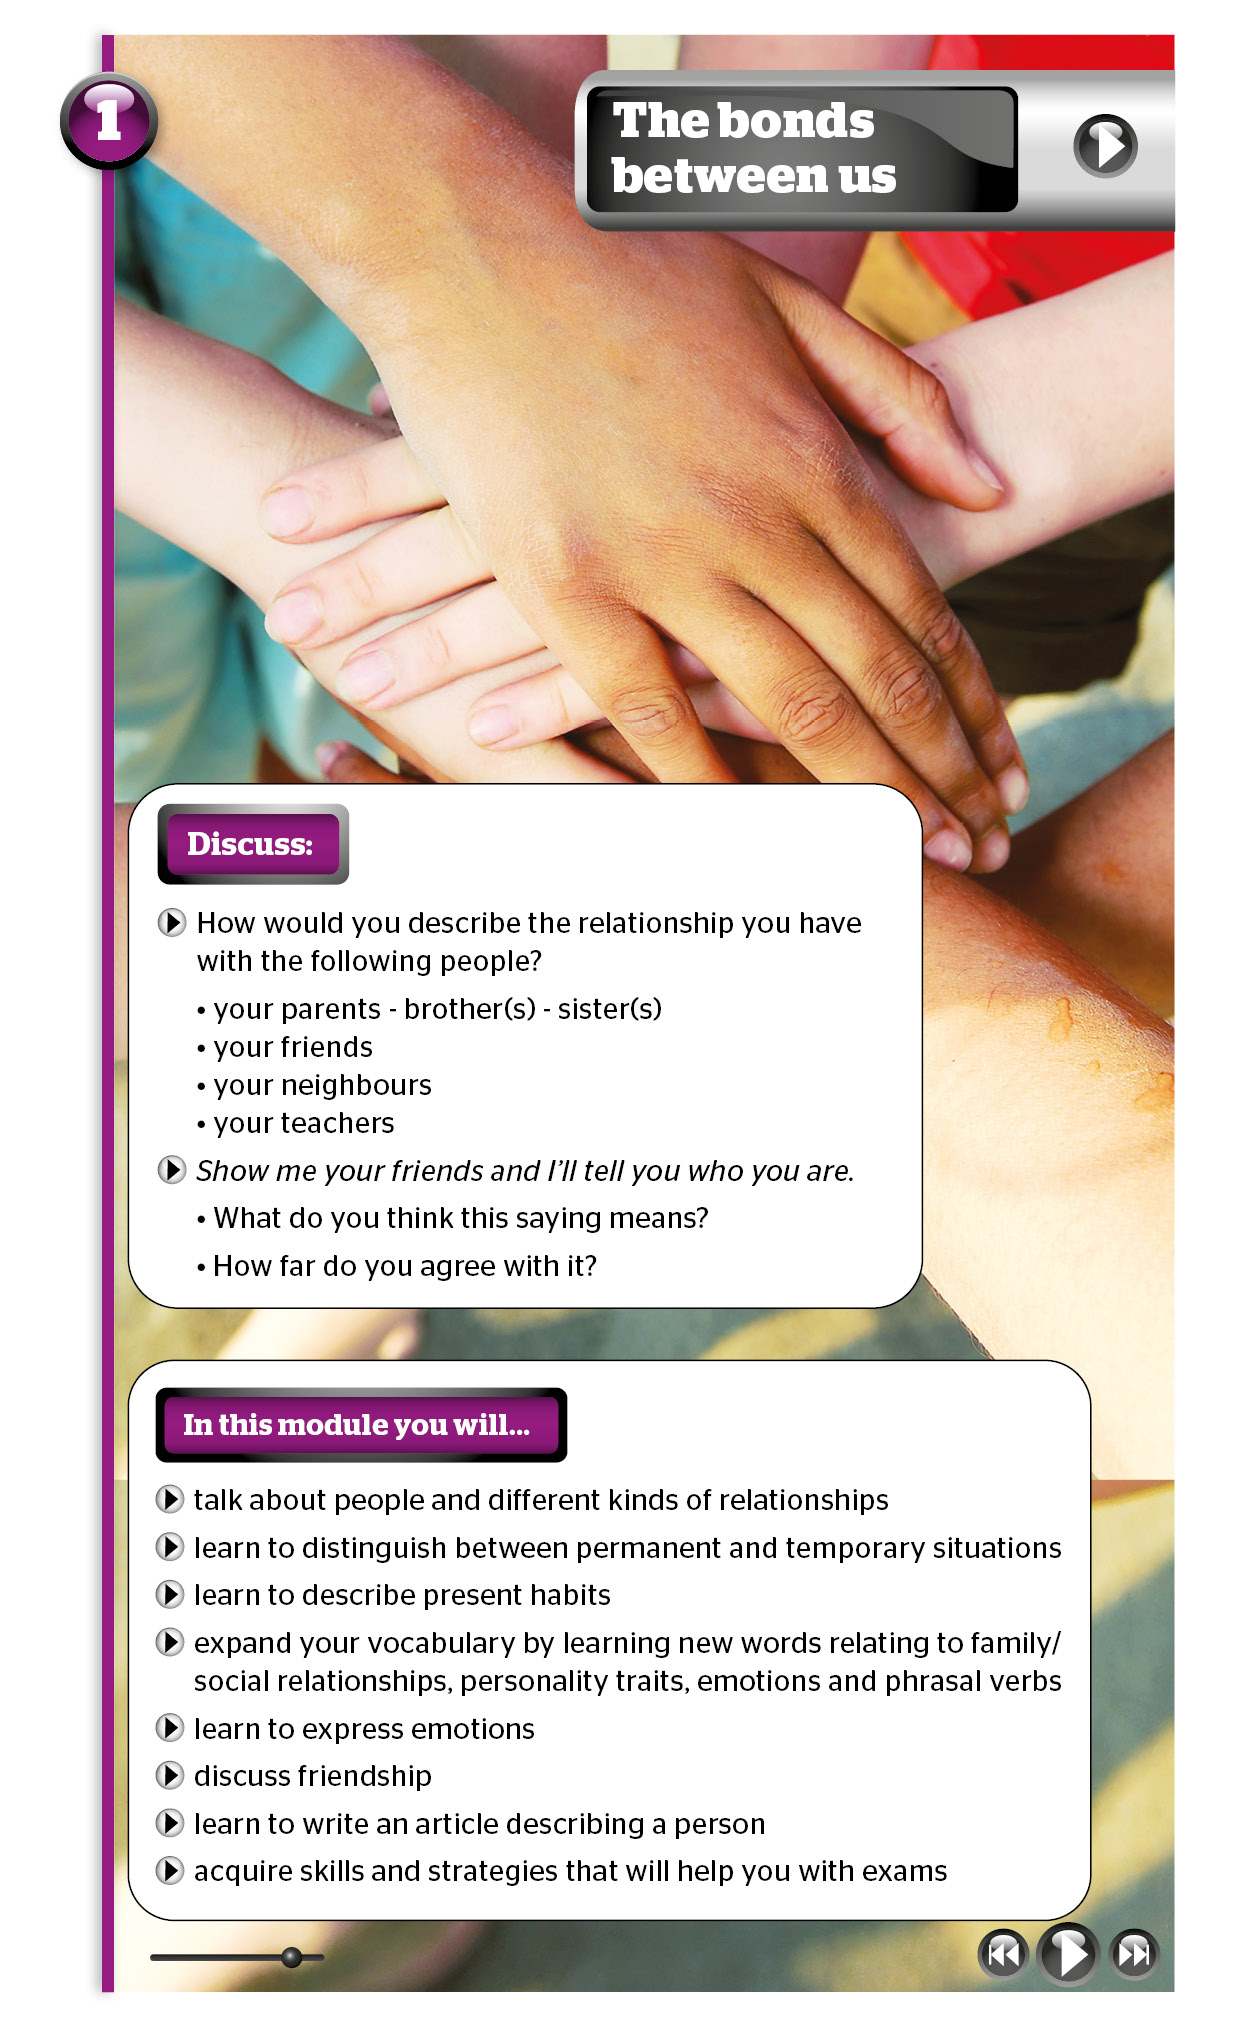 1
The bonds
between us
Discuss:
How would you describe the relationship you have
with the following people?
• your parents - brother(s) - sister(s)
• your friends
• your neighbours
• your teachers
Show me your friends and I'll tell you who you are.
• What do you think this saying means?
• How far do you agree with it?
In this module you will...
talk about people and different kinds of relationships
learn to distinguish between permanent and temporary situations
learn to describe present habits
expand your vocabulary by learning new words relating to family/
social relationships, personality traits, emotions and phrasal verbs
learn to express emotions
discuss friendship
learn to write an article describing a person
acquire skills and strategies that will help you with exams